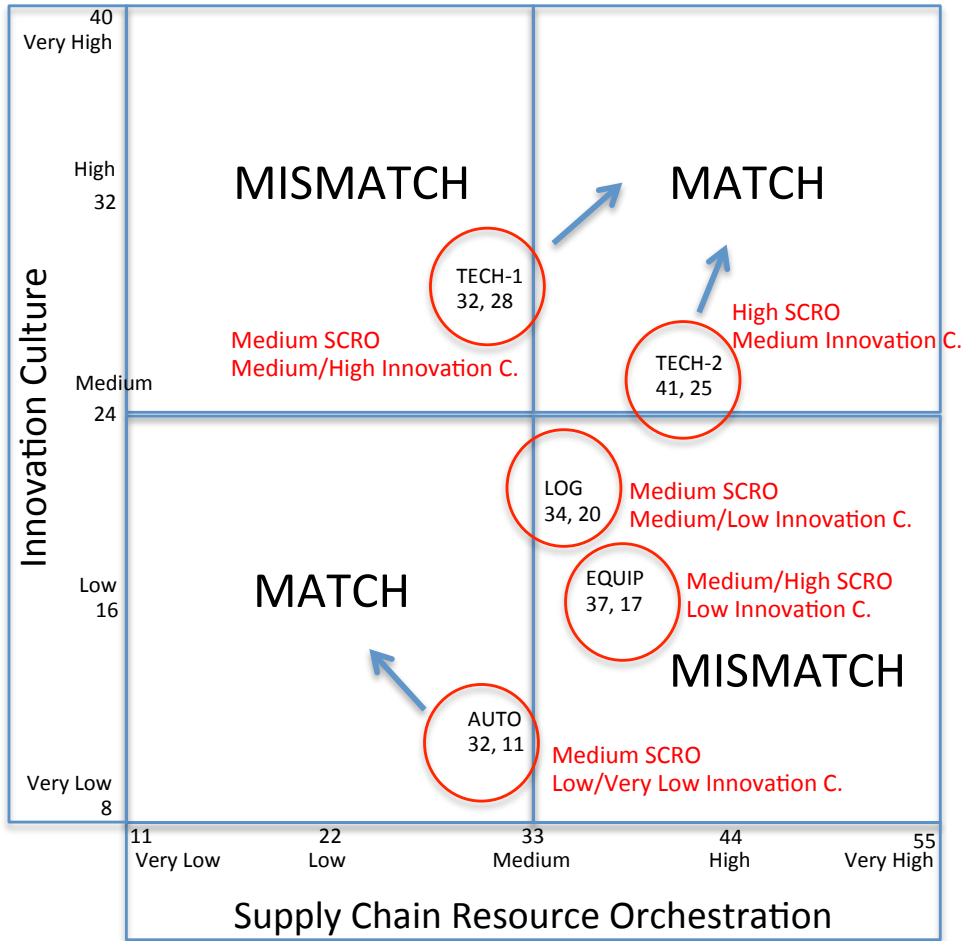 40
Very High
High
32
MISMATCH
MATCH
TECH-1
32, 28
Medium SCRO
Medium/High Innovation C.
High SCRO
Medium Innovation C.
TECH-2
41, 25
Medium
24
Innovation Culture
LOG
34, 20
Medium SCRO
Medium/Low Innovation C.
EQUIP
37, 17
Medium/High SCRO
Low Innovation C.
Low
16
MATCH
MISMATCH
AUTO
32, 11
Medium SCRO
Low/Very Low Innovation C.
Very Low
8
11 22 33 44 55
Very Low Low Medium High Very High
Supply Chain Resource Orchestration